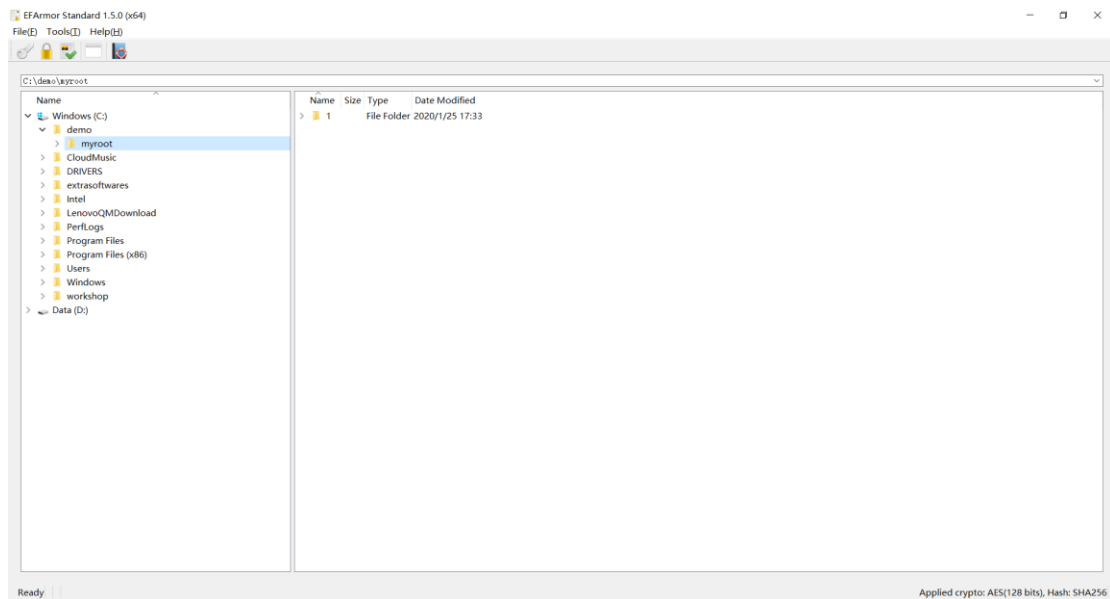 EFArmor Standard 1.5.0 (x64)
File(F) Tools(T) Help(H)
C:\demo\myroot
Name
Windows (C:)
demo
myroot
CloudMusic
DRIVERS
extrasoftwares
Intel
LenovoQMDownload
PerfLogs
Program Files
Program Files (x86)
Users
Windows
workshop
Data (D:)
Name Size Type Date Modified
1 File Folder 2020/1/25 17:33
Ready
Applied crypto: AES(128 bits), Hash: SHA256